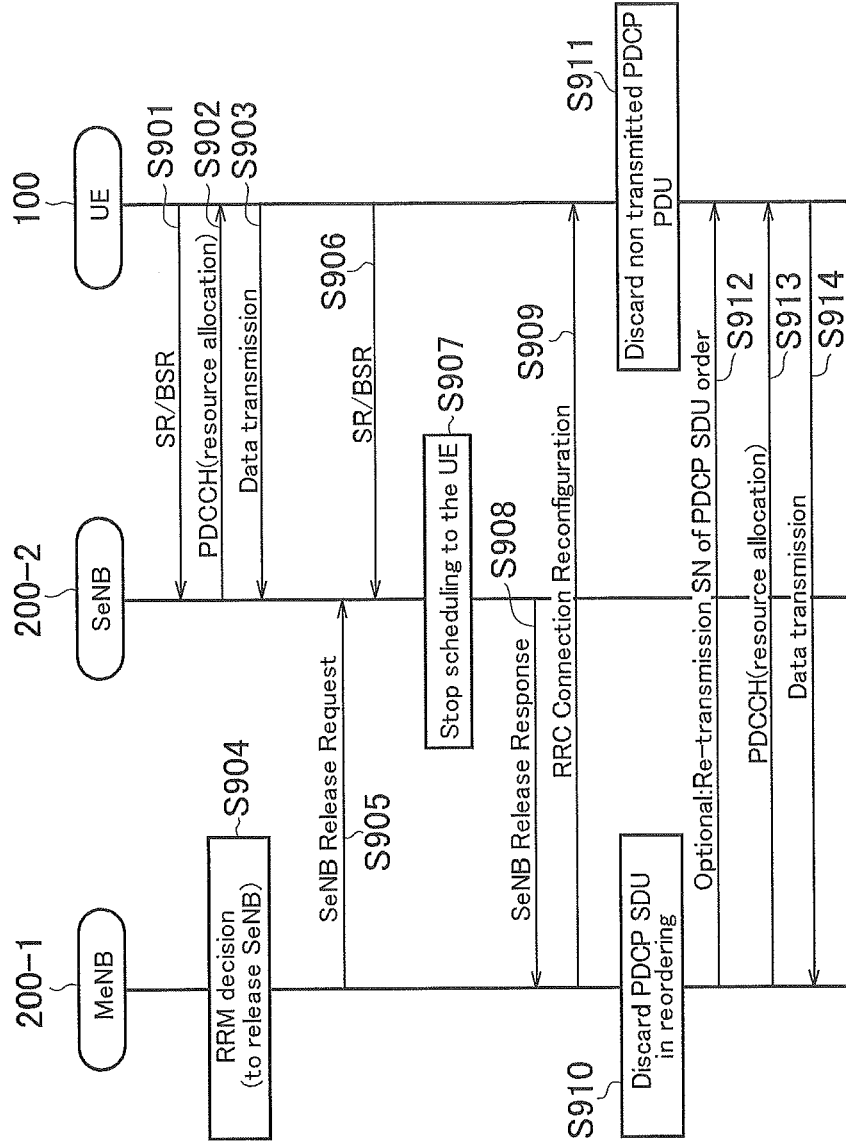 200-1
MeNB
200-2
SeNB
100
UE
SR/BSR
S901
PDCCH(resource allocation)
S902
Data transmission
S903
RRM decision
(to release SeNB)
S904
SeNB Release Request
S905
SR/BSR
S906
Stop scheduling to the UE
S907
SeNB Release Response
S908
RRC Connection Reconfiguration
S909
Discard PDCP SDU
in reordering
S910
Discard non transmitted PDCP
PDU
S911
Optional:Re-transmission SN of PDCP SDU order
S912
PDCCH(resource allocation)
S913
Data transmission
S914